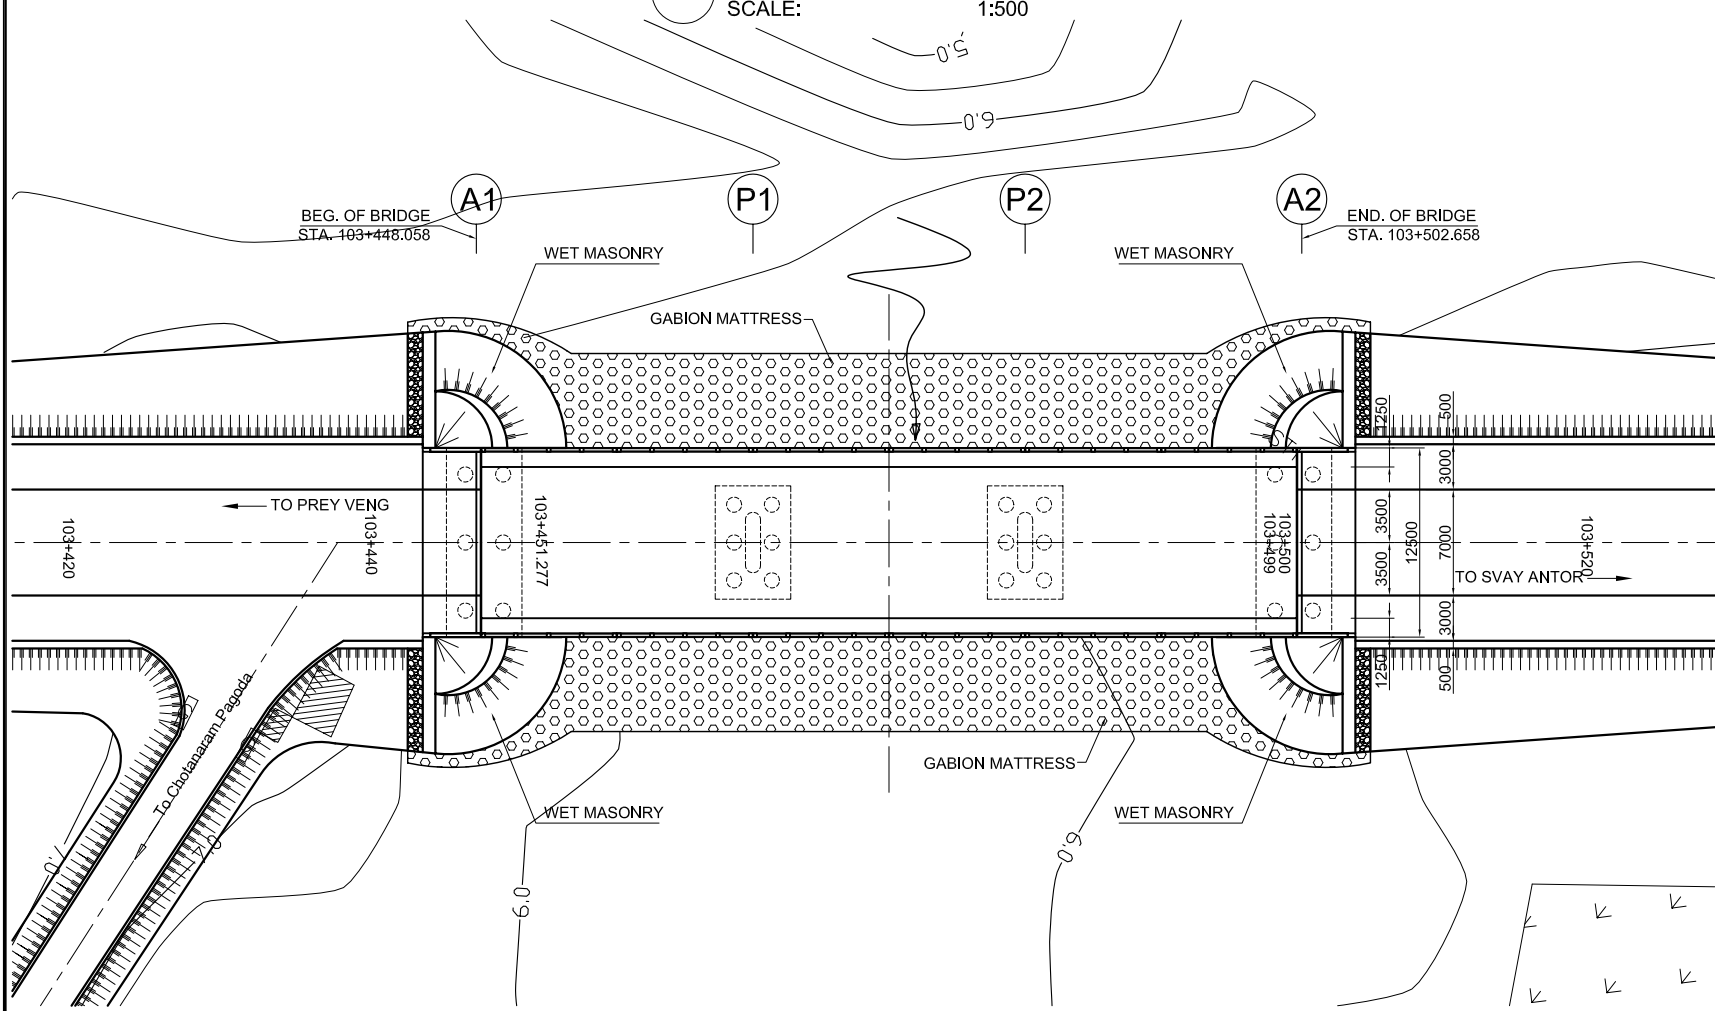 SCALE: 1:500
5.0
6.0
A1
P1
P2
A2
BEG. OF BRIDGE
STA. 103+448.058
END. OF BRIDGE
STA. 103+502.658
WET MASONRY
WET MASONRY
GABION MATTRESS
1250
500
3000
3500
12500
7000
3500
3000
1250
500
TO PREY VENG
103+420
103+440
103+451.277
103+500
103+499
103+520
TO SVAY ANTOR
To Chotanaram Pagoda
GABION MATTRESS
WET MASONRY
WET MASONRY
7.0
6.0
6.0